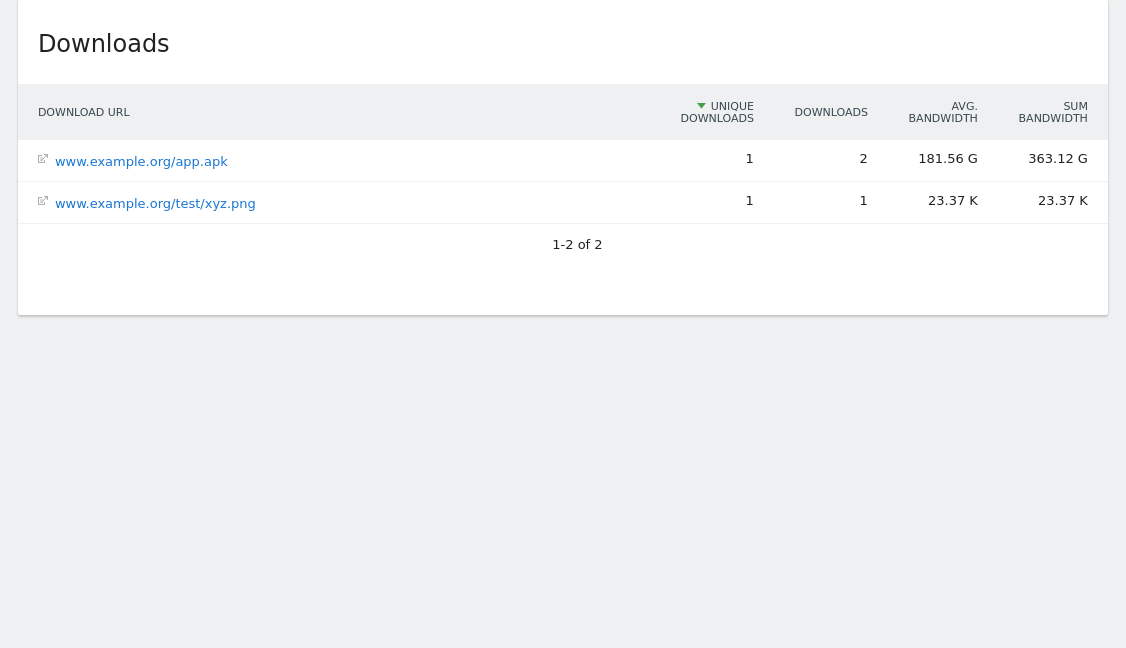 Downloads
DOWNLOAD URL
UNIQUE
DOWNLOADS
DOWNLOADS
AVG.
BANDWIDTH
SUM
BANDWIDTH
www.example.org/app.apk 1 2 181.56 G 363.12 G
www.example.org/test/xyz.png 1 1 23.37 K 23.37 K
1-2 of 2